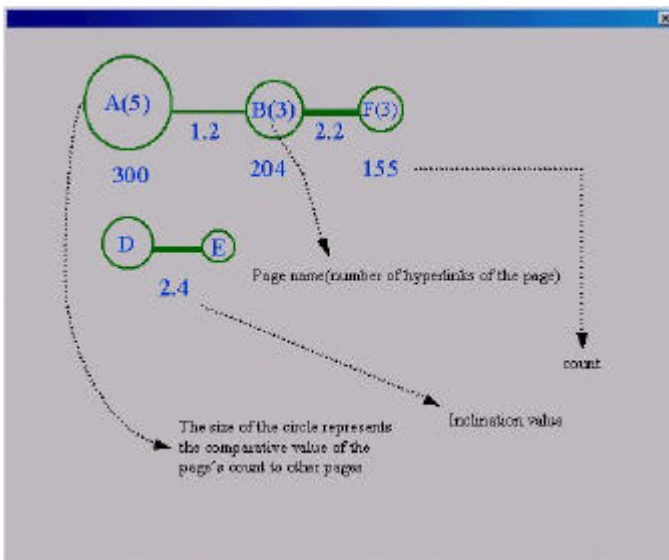 A(5)
B(3)
F(3)
1.2
2.2
300
204
155
D
E
2.4
Page name(number of hyperlinks of the page)
count
Inclination value
The size of the circle represents
the comparative value of the
page's count to other pages